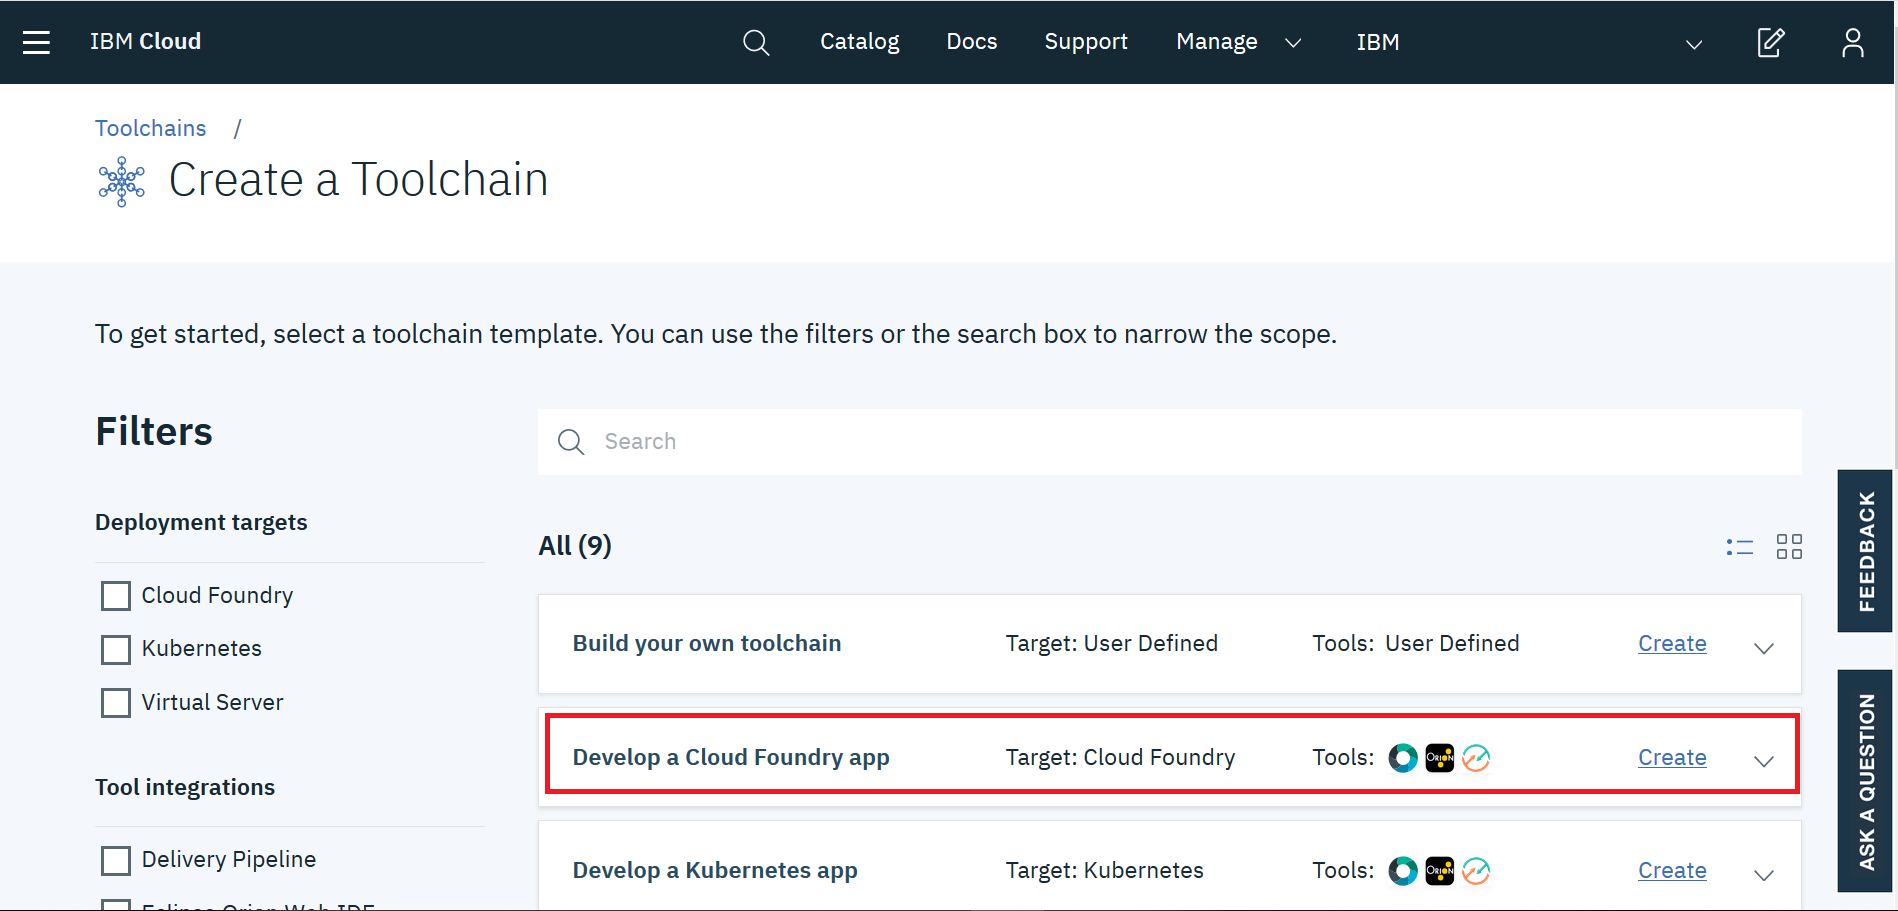 IBM Cloud
Catalog
Docs
Support
Manage
IBM
Toolchains /
Create a Toolchain
To get started, select a toolchain template. You can use the filters or the search box to narrow the scope.
Filters
Search
Deployment targets
All (9)
Cloud Foundry
Kubernetes
Virtual Server
Build your own toolchain Target: User Defined Tools: User Defined Create
Develop a Cloud Foundry app Target: Cloud Foundry Tools: ORION Create
Tool integrations
Delivery Pipeline
Develop a Kubernetes app Target: Kubernetes Tools: ORION Create
Eclipse Orion Web IDE
FEEDBACK
ASK A QUESTION